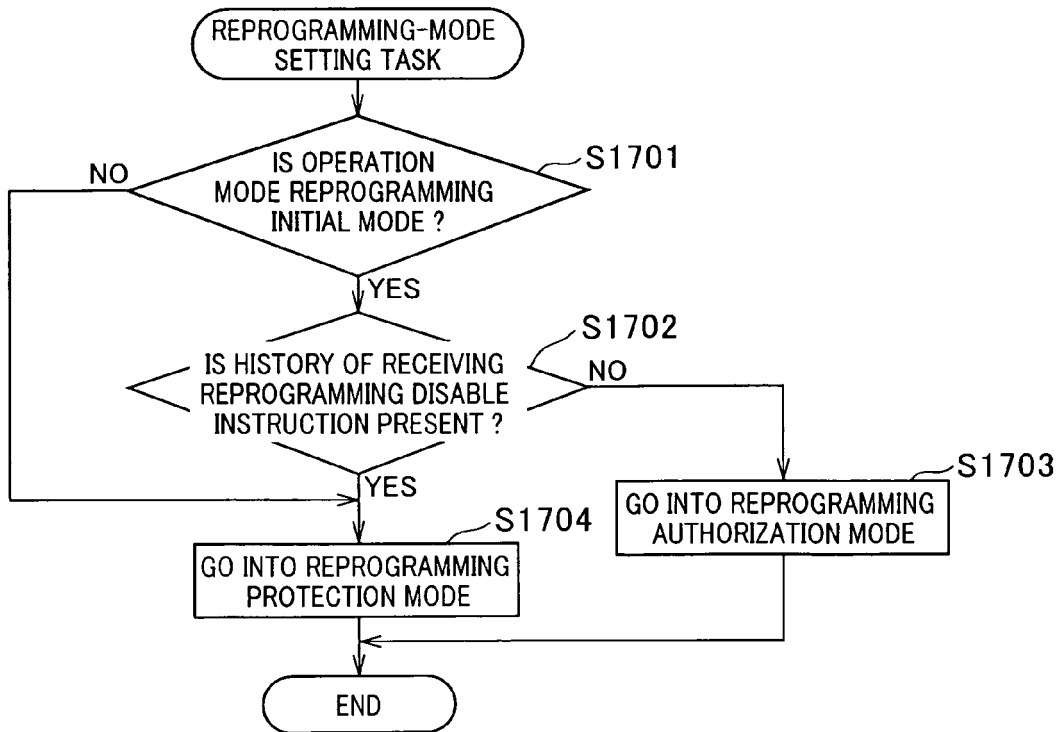 REPROGRAMMING-MODE
SETTING TASK
IS OPERATION
MODE REPROGRAMMING
INITIAL MODE ?
S1701
NO
YES
IS HISTORY OF RECEIVING
REPROGRAMMING DISABLE
INSTRUCTION PRESENT ?
S1702
NO
YES
S1703
GO INTO REPROGRAMMING
AUTHORIZATION MODE
S1704
GO INTO REPROGRAMMING
PROTECTION MODE
END